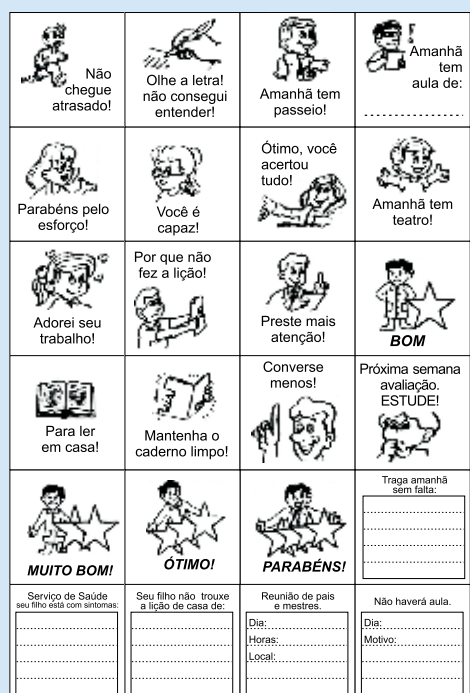 Não
chegue
atrasado!
Olhe a letra!
não consegui
entender!
Amanhã tem
passeio!
Amanhã
tem
aula de:
Parabéns pelo
esforço!
Você é
capaz!
Ótimo, você
acertou
tudo!
Amanhã tem
teatro!
Adorei seu
trabalho!
Por que não
fez a lição!
Preste mais
atenção!
BOM
Para ler
em casa!
Mantenha o
caderno limpo!
Converse
menos!
Próxima semana
avaliação.
ESTUDE!
MUITO BOM!
ÓTIMO!
PARABÉNS!
Traga amanhã
sem falta:
Serviço de Saúde
seu filho está com sintomas:
Seu filho não trouxe
a lição de casa de:
Reunião de pais
e mestres.
Dia:
Horas:
Local:
Não haverá aula.
Dia:
Motivo: